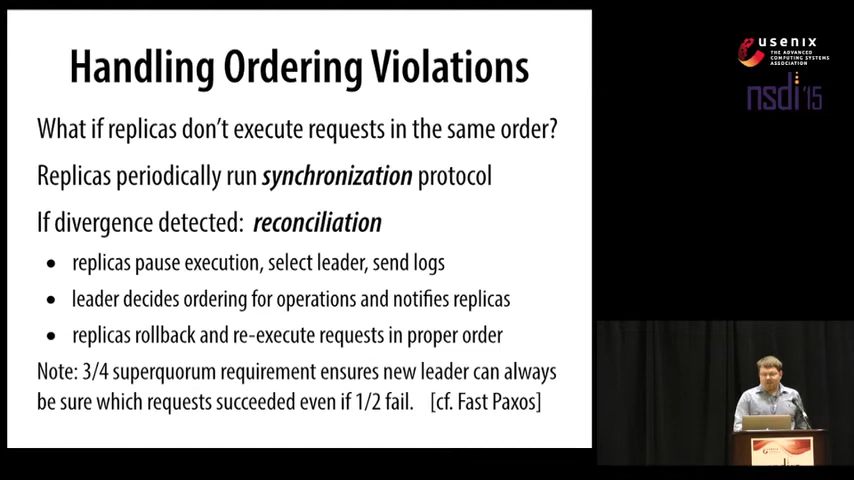 Handling Ordering Violations
What if replicas don't execute requests in the same order?
Replicas periodically run synchronization protocol
If divergence detected: reconciliation
• replicas pause execution, select leader, send logs
• leader decides ordering for operations and notifies replicas
• replicas rollback and re-execute requests in proper order
Note: 3/4 superquorum requirement ensures new leader can always
be sure which requests succeeded even if 1/2 fail. [cf. Fast Paxos]
usenix
THE ADVANCED
COMPUTING SYSTEMS
ASSOCIATION
nsdi '15